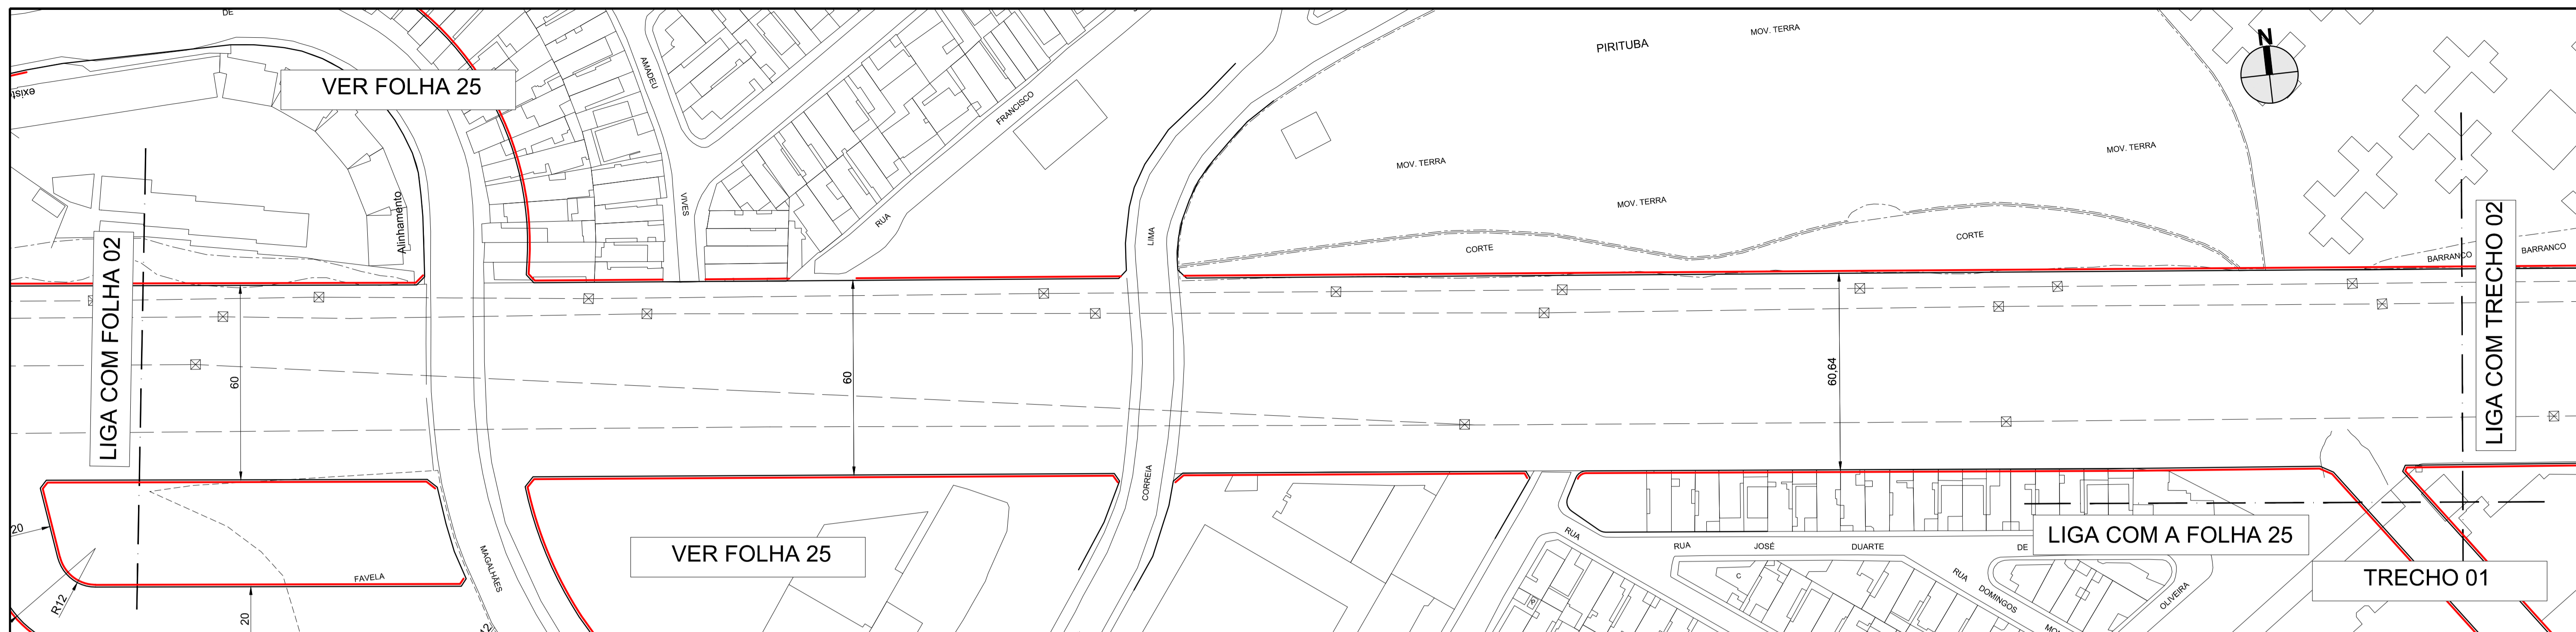 DE
PIRITUBA
MOV. TERRA
N
VER FOLHA 25
AMADEU
FRANCISCO
MOV. TERRA
MOV. TERRA
MOV. TERRA
VIVES
RUA
Alinhamento
LIMA
CORTE
CORTE
BARRANCO
BARRANCO
LIGA COM FOLHA 02
LIGA COM TRECHO 02
60
60
60,64
CORREIA
20
VER FOLHA 25
MAGALHÃES
FAVELA
R12
20
12
RUA
RUA
JOSÉ
DUARTE
DE
LIGA COM A FOLHA 25
C
RUA
DOMINGOS
OLIVEIRA
TRECHO 01